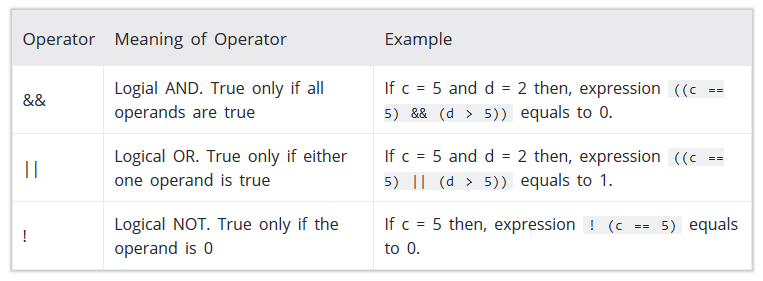 Operator Meaning of Operator Example
&& Logial AND. True only if all operands are true If c = 5 and d = 2 then, expression ((c == 5) && (d > 5)) equals to 0.
|| Logical OR. True only if either one operand is true If c = 5 and d = 2 then, expression ((c == 5) || (d > 5)) equals to 1.
! Logical NOT. True only if the operand is 0 If c = 5 then, expression ! (c == 5) equals to 0.